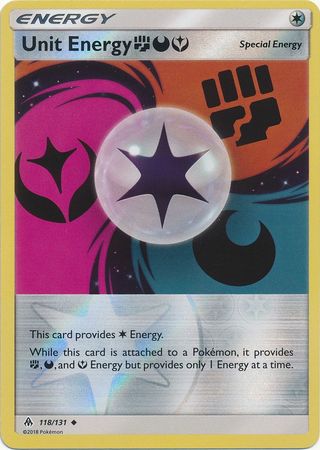 ENERGY
Unit Energy
Special Energy
This card provides Energy.
While this card is attached to a Pokémon, it provides
, , and Energy but provides only 1 Energy at a time.
118/131
©2018 Pokémon